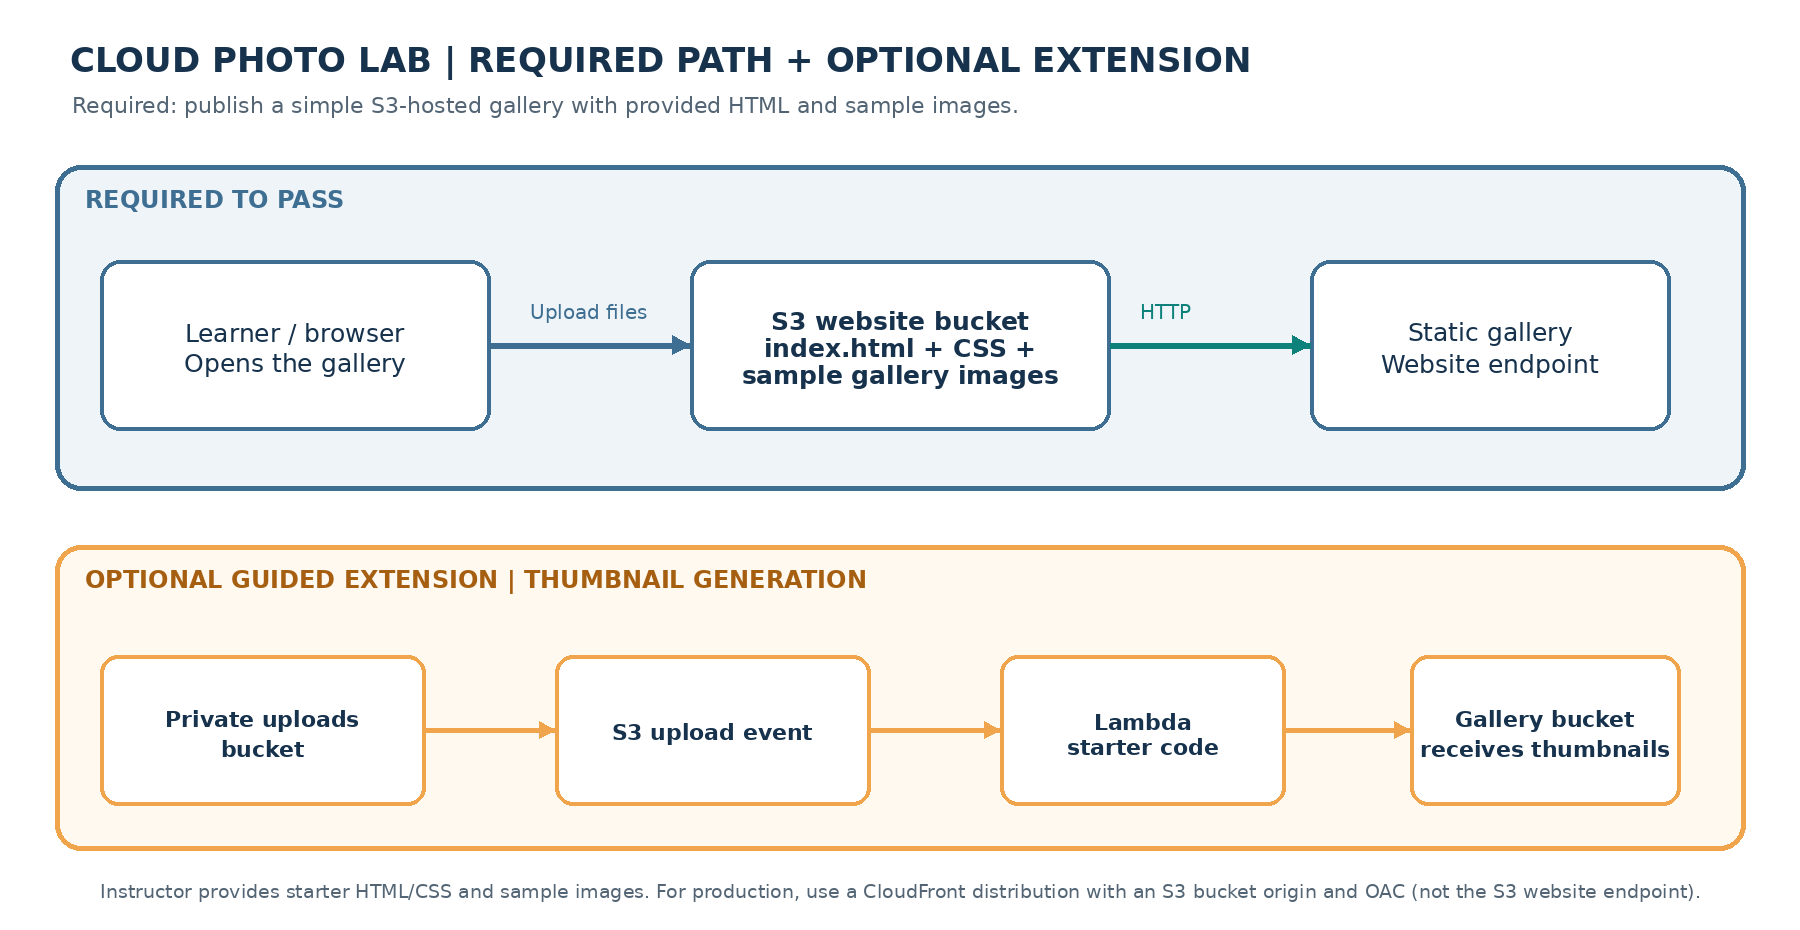 CLOUD PHOTO LAB | REQUIRED PATH + OPTIONAL EXTENSION
Required: publish a simple S3-hosted gallery with provided HTML and sample images.
REQUIRED TO PASS
Learner / browser
Opens the gallery
Upload files
S3 website bucket
index.html + CSS +
sample gallery images
HTTP
Static gallery
Website endpoint
OPTIONAL GUIDED EXTENSION | THUMBNAIL GENERATION
Private uploads
bucket
S3 upload event
Lambda
starter code
Gallery bucket
receives thumbnails
Instructor provides starter HTML/CSS and sample images. For production, use a CloudFront distribution with an S3 bucket origin and OAC (not the S3 website endpoint).